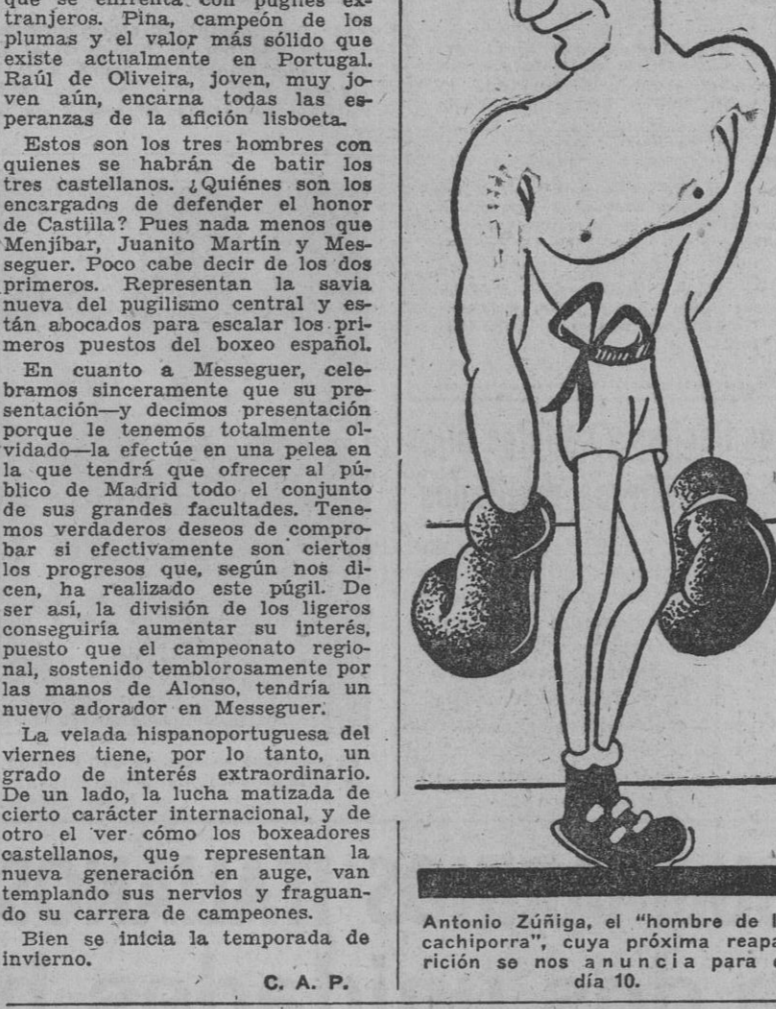 que se enfrenta con púgiles ex-
tranjeros. Pina, campeón de los
plumas y el valor más sólido que
existe actualmente en Portugal.
Raúl de Oliveira, joven, muy jo-
ven aún, encarna todas las es-
peranzas de la afición lisboeta.
Estos son los tres hombres con
quienes se habrán de batir los
tres castellanos. ¿Quiénes son los
encargados de defender el honor
de Castilla? Pues nada menos que
Menjíbar, Juanito Martín y Mes-
seguer. Poco cabe decir de los dos
primeros. Representan la savia
nueva del pugilismo central y es-
tán abocados para escalar los pri-
meros puestos del boxeo español.
En cuanto a Messeguer, cele-
bramos sinceramente que su pre-
sentación—y decimos presentación
porque le tenemos totalmente ol-
vidado—la efectúe en una pelea en
la que tendrá que ofrecer al pú-
blico de Madrid todo el conjunto
de sus grandes facultades. Tene-
mos verdaderos deseos de compro-
bar si efectivamente son ciertos
los progresos que, según nos di-
cen, ha realizado este púgil. De
ser así, la división de los ligeros
conseguiría aumentar su interés,
puesto que el campeonato regio-
nal, sostenido temblorosamente por
las manos de Alonso, tendría un
nuevo adorador en Messeguer.
La velada hispanoportuguesa del
viernes tiene, por lo tanto, un
grado de interés extraordinario.
De un lado, la lucha matizada de
cierto carácter internacional, y de
otro el ver cómo los boxeadores
castellanos, que representan la
nueva generación en auge, van
templando sus nervios y fraguan-
do su carrera de campeones.
Bien se inicia la temporada de
invierno.
C. A. P.
Antonio Zúñiga, el "hombre de
cachiporra", cuya próxima reapa
rición se nos anuncia para
día 10.